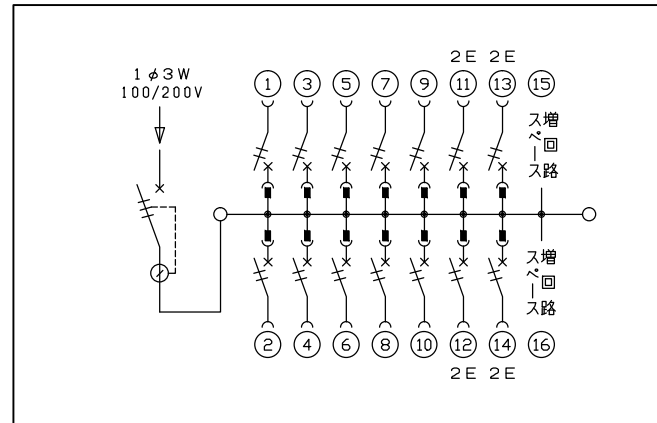 2E 2E
1φ3W
100/200V
① ③ ⑤ ⑦ ⑨ ⑪ ⑬ ⑮
増回路
スペース
増回路
スペース
② ④ ⑥ ⑧ ⑩ ⑫ ⑭ ⑯
2E 2E